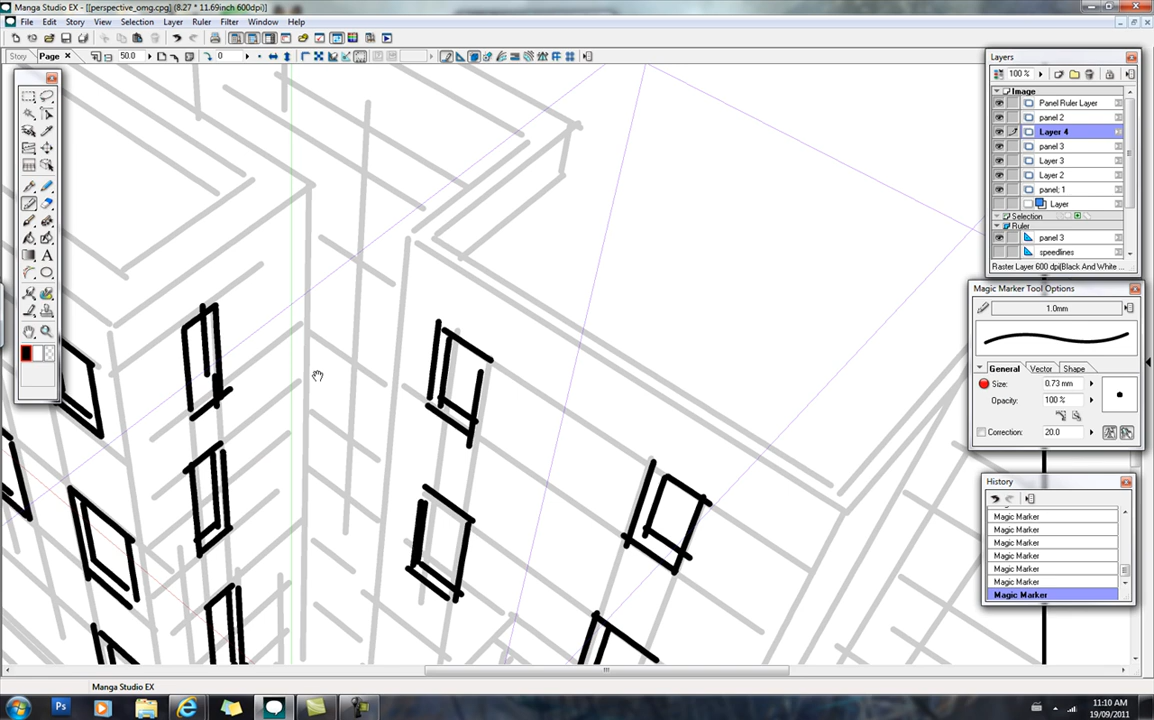 Manga Studio EX - [[perspective_omg.cpg] (8.27 * 11.69inch 600dpi)]
File Edit Story View Selection Layer Ruler Filter Window Help
Story Page 50.0 0
Layers
100 %
Image
Panel Ruler Layer
panel 2
Layer 4
panel 3
Layer 3
Layer 2
panel; 1
Layer
Selection
Ruler
panel 3
speedlines
Raster Layer 600 dpi(Black And White ...
Magic Marker Tool Options
1.0mm
General Vector Shape
Size: 0.73 mm
Opacity: 100 %
Correction: 20.0
History
Magic Marker
Magic Marker
Magic Marker
Magic Marker
Magic Marker
Magic Marker
Magic Marker
Manga Studio EX
Ps
11:10 AM
19/09/2011